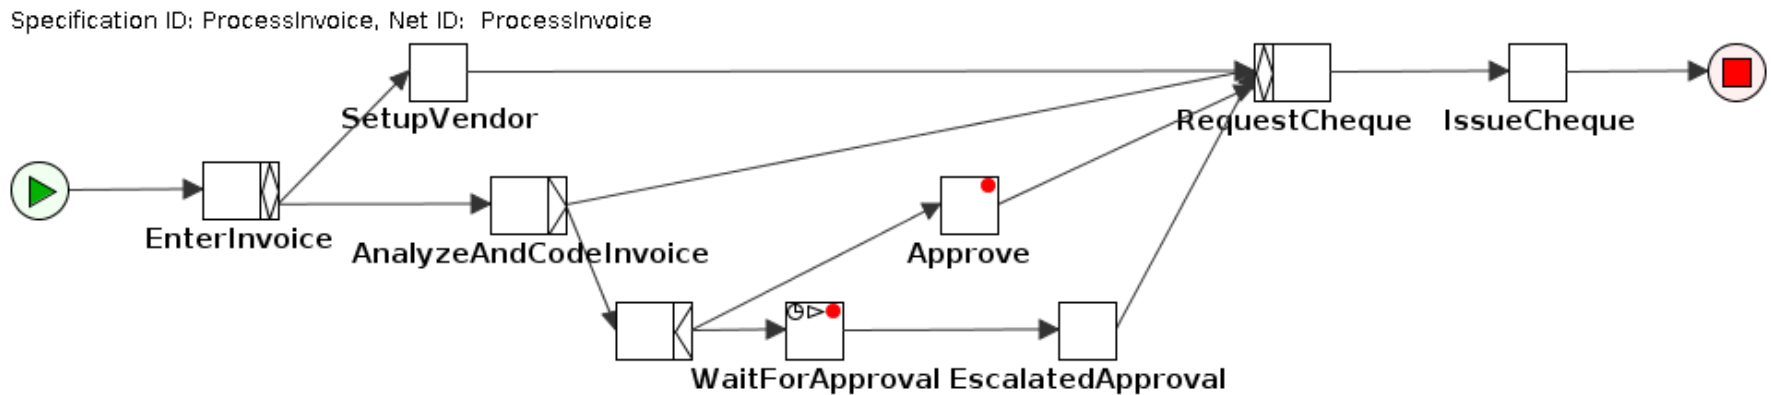 Specification ID: ProcessInvoice, Net ID: ProcessInvoice
SetupVendor
RequestCheque
IssueCheque
EnterInvoice
AnalyzeAndCodeInvoice
Approve
WaitForApproval
EscalatedApproval